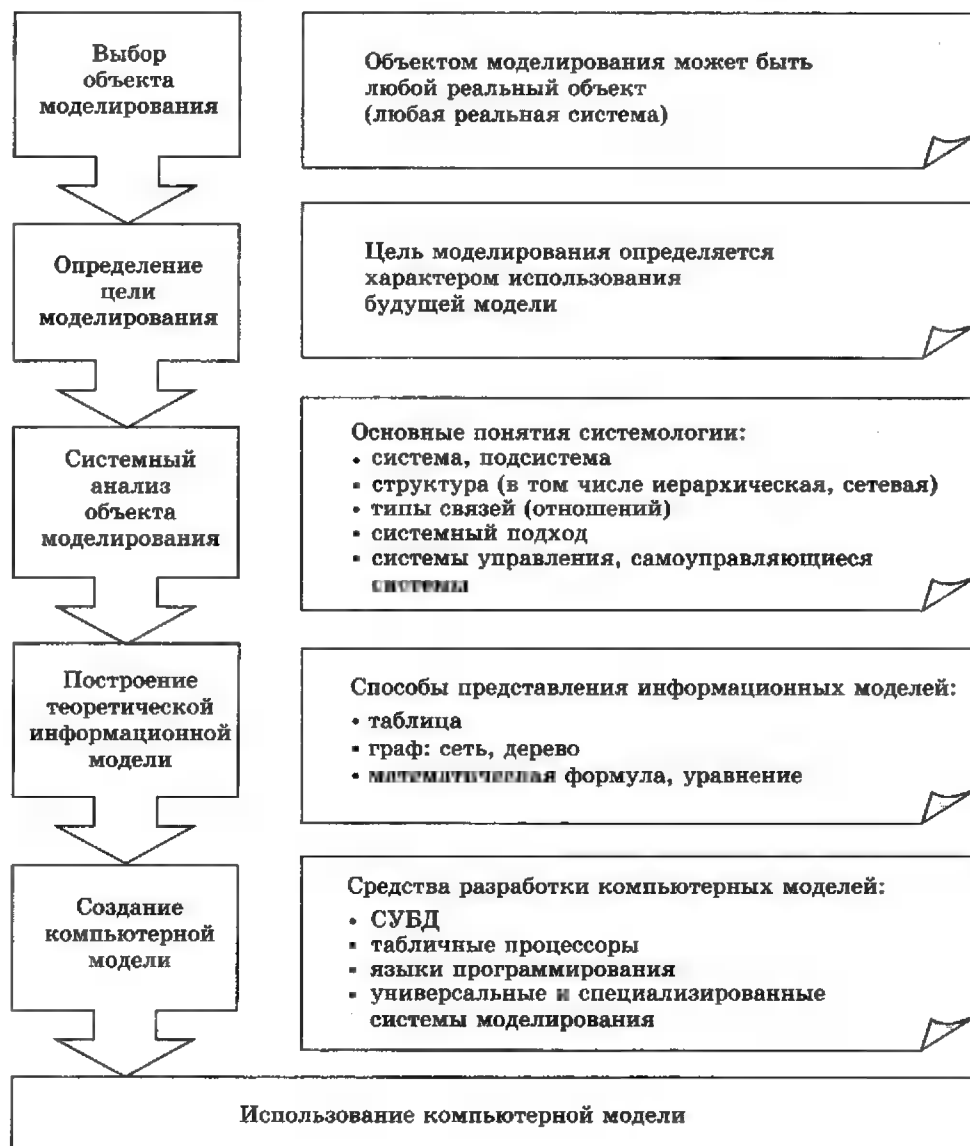 Выбор
объекта
моделирования
Объектом моделирования может быть
любой реальный объект
(любая реальная система)
Определение
цели
моделирования
Цель моделирования определяется
характером использования
будущей модели
Системный
анализ
объекта
моделирования
Основные понятия системологии:
• система, подсистема
▪ структура (в том числе иерархическая, сетевая)
▪ типы связей (отношений)
▪ системный подход
▪ системы управления, самоуправляющиеся
системы
Построение
теоретической
информационной
модели
Способы представления информационных моделей:
• таблица
• граф: сеть, дерево
• математическая формула, уравнение
Создание
компьютерной
модели
Средства разработки компьютерных моделей:
• СУБД
▪ табличные процессоры
▪ языки программирования
▪ универсальные и специализированные
системы моделирования
Использование компьютерной модели